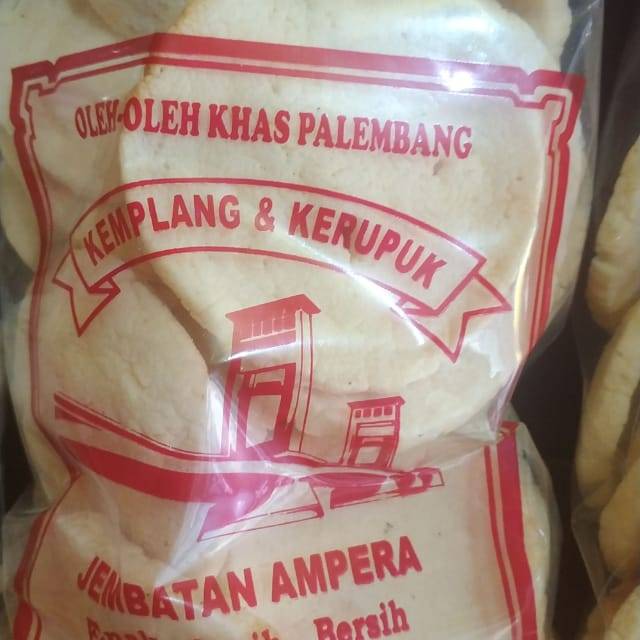 OLEH-OLEH KHAS PALEMBANG
KEMPLANG & KERUPUK
JEMBATAN AMPERA
Bersih